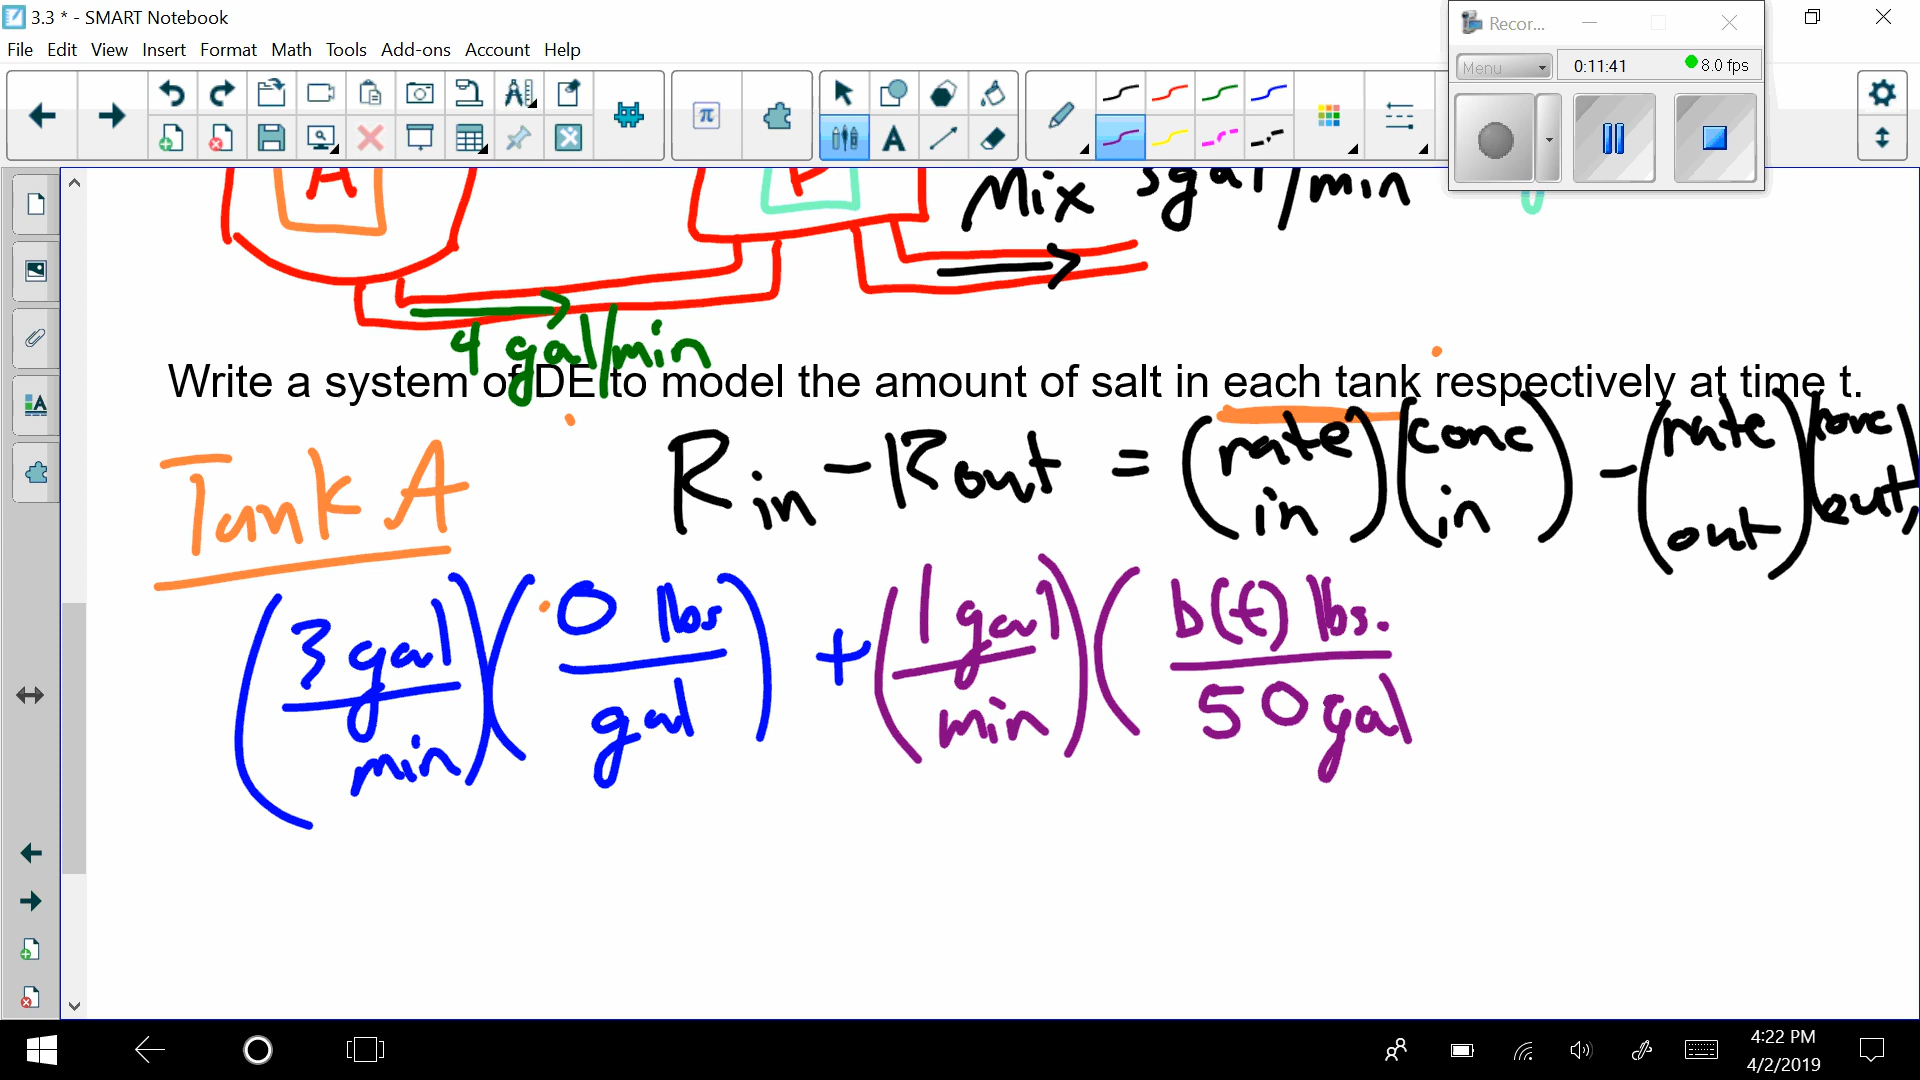 3.3 * - SMART Notebook
File Edit View Insert Format Math Tools Add-ons Account Help
Recor...
Menu 0:11:41 8.0 fps
π
A
A
A
Mix gal/min
4 gal/min
Write a system of DE to model the amount of salt in each tank respectively at time t.
Tank A
R in - R out = (rate in)(conc in) - (rate out)(conc out)
(3 gal/min)(0 lbs/gal) + (1 gal/min)(b(t) lbs./50 gal
4:22 PM
4/2/2019